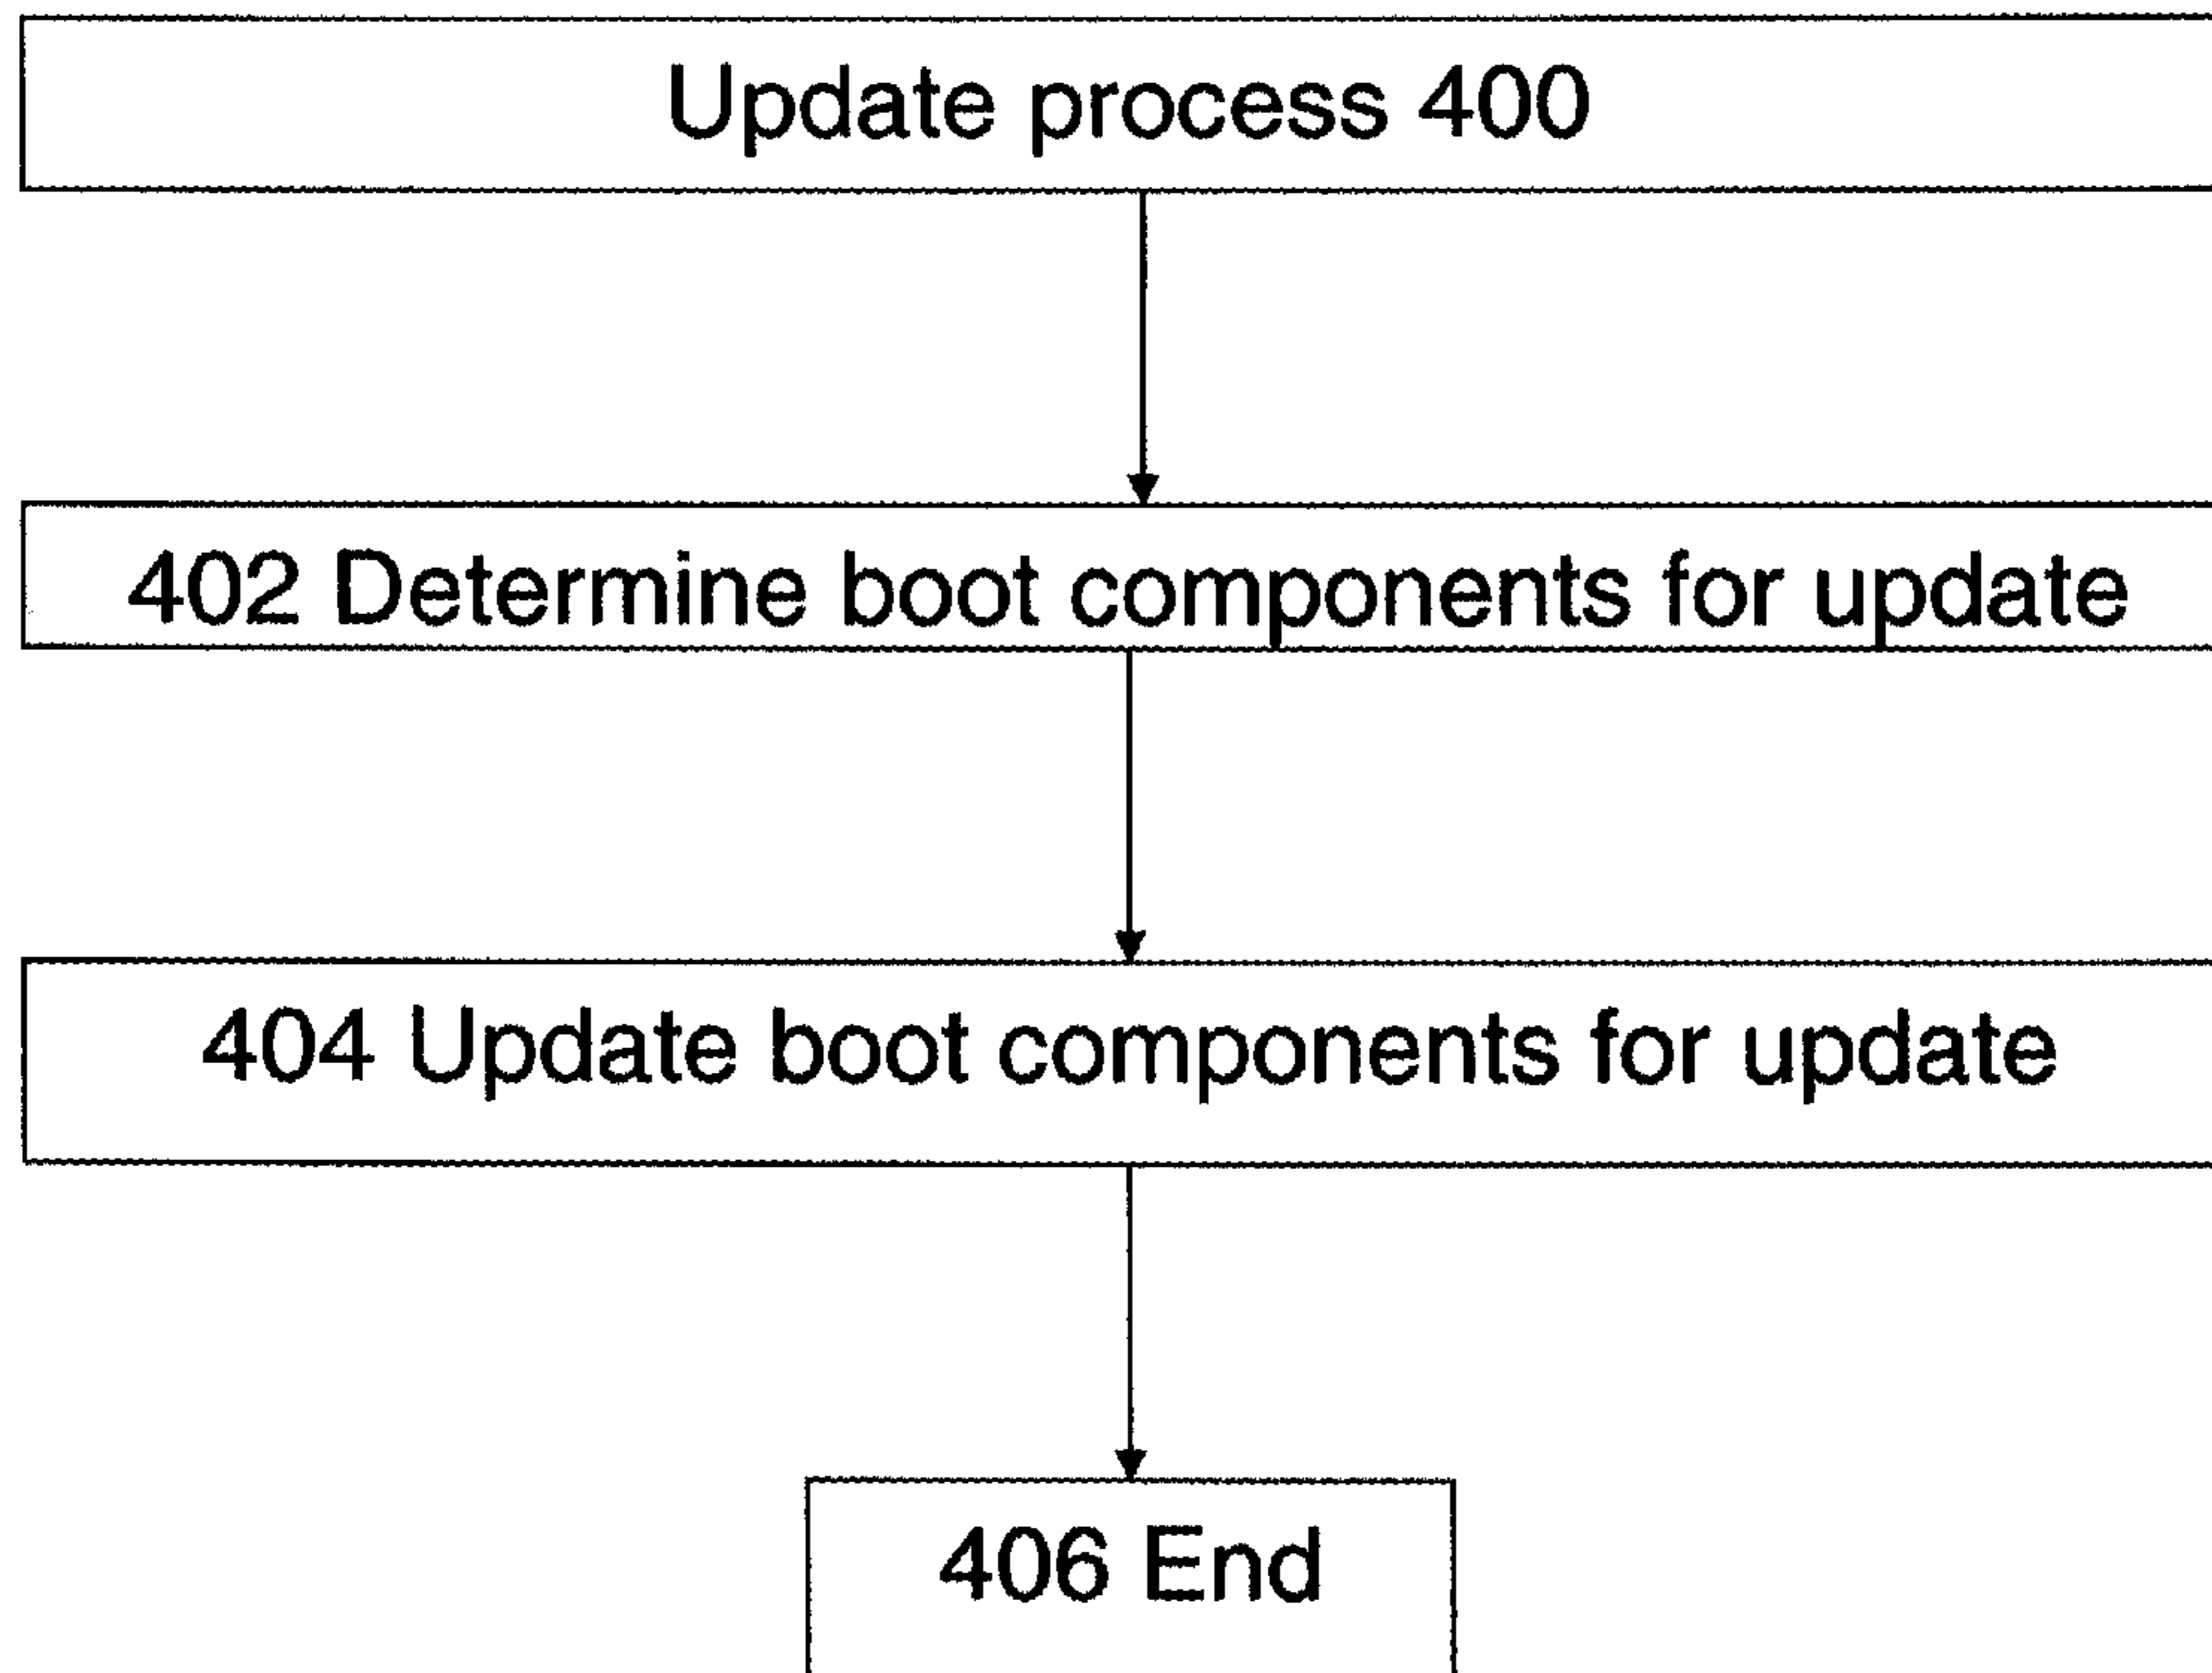 Update process 400
402 Determine boot components for update
404 Update boot components for update
406 End